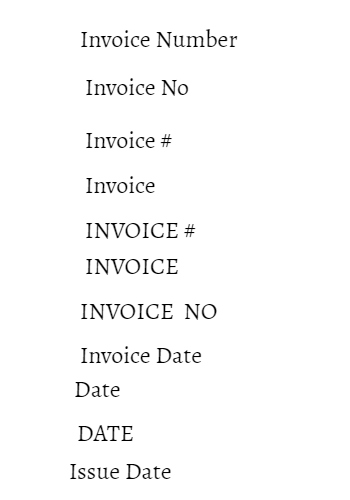 Invoice Number
Invoice No
Invoice #
Invoice
INVOICE #
INVOICE
INVOICE  NO
Invoice Date
Date
DATE
Issue Date